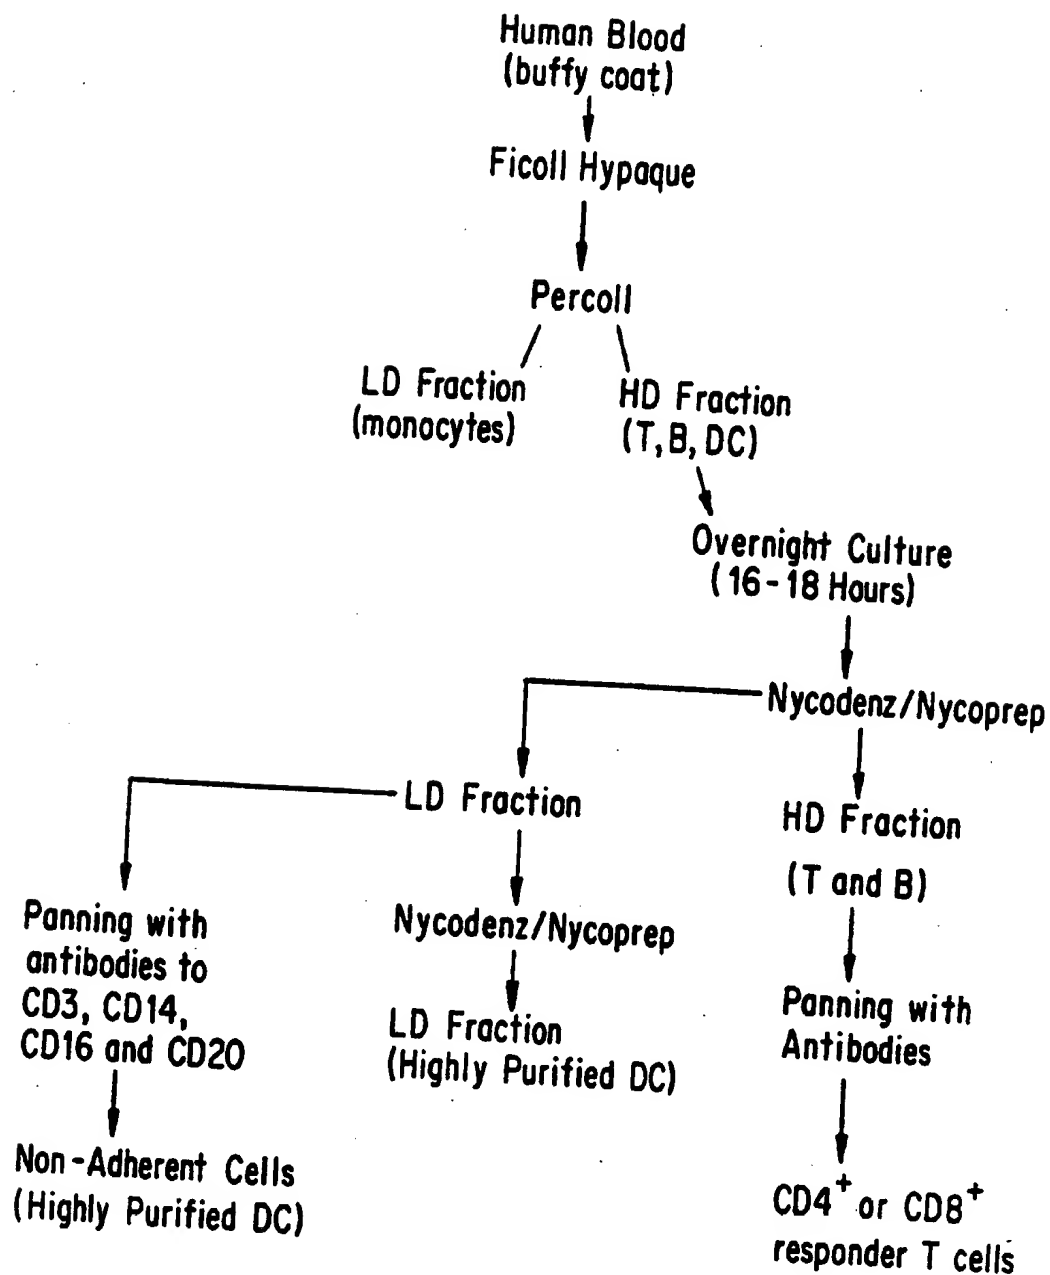 Human Blood
(buffy coat)
Ficoll Hypaque
Percoll
LD Fraction
(monocytes)
HD Fraction
(T, B, DC)
Overnight Culture
(16-18 Hours)
Nycodenz/Nycoprep
LD Fraction
HD Fraction
(T and B)
Panning with
antibodies to
CD3, CD14,
CD16 and CD20
Nycodenz/Nycoprep
LD Fraction
(Highly Purified DC)
Panning with
Antibodies
Non-Adherent Cells
(Highly Purified DC)
CD4+ or CD8+
responder T cells